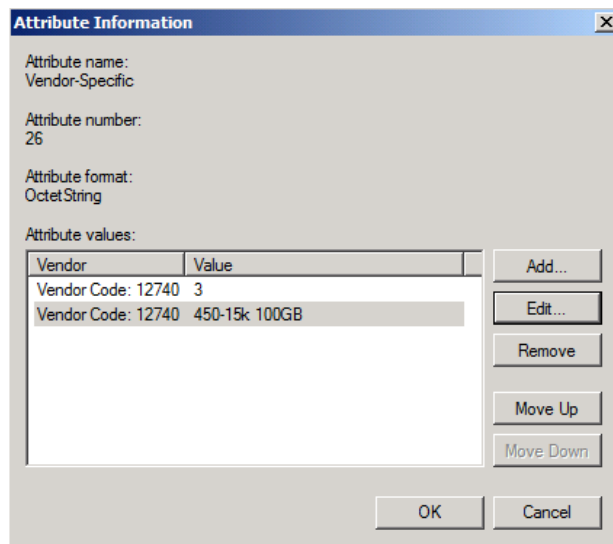 Attribute Information
Attribute name:
Vendor-Specific
Attribute number:
26
Attribute format:
OctetString
Attribute values:
Vendor Value
Vendor Code: 12740 3
Vendor Code: 12740 450-15k 100GB
Add...
Edit...
Remove
Move Up
Move Down
OK Cancel